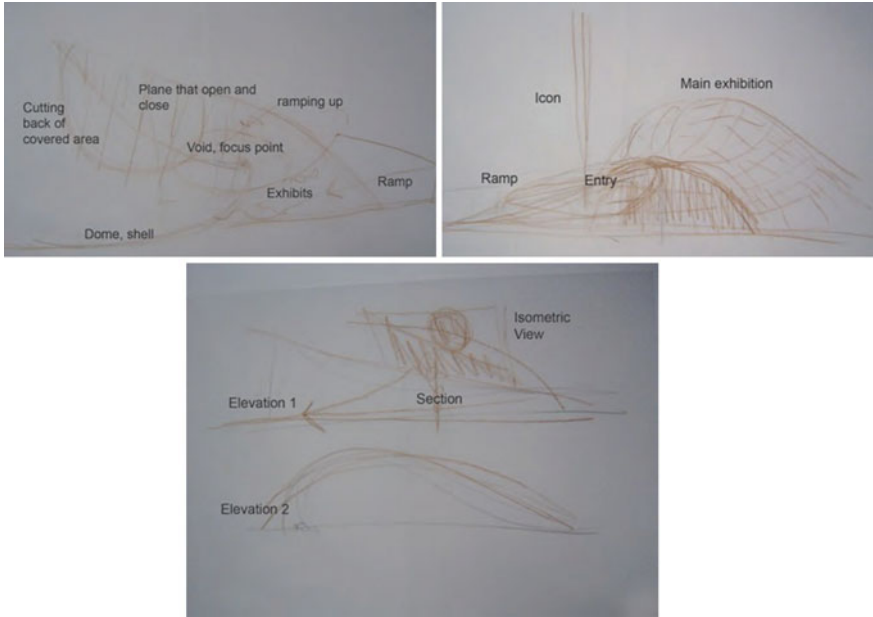 Plane that open and
close
ramping up
Cutting
back of
covered area
Void, focus point
Exhibits
Ramp
Dome, shell
Icon
Main exhibition
Ramp
Entry
Isometric
View
Elevation 1
Section
Elevation 2